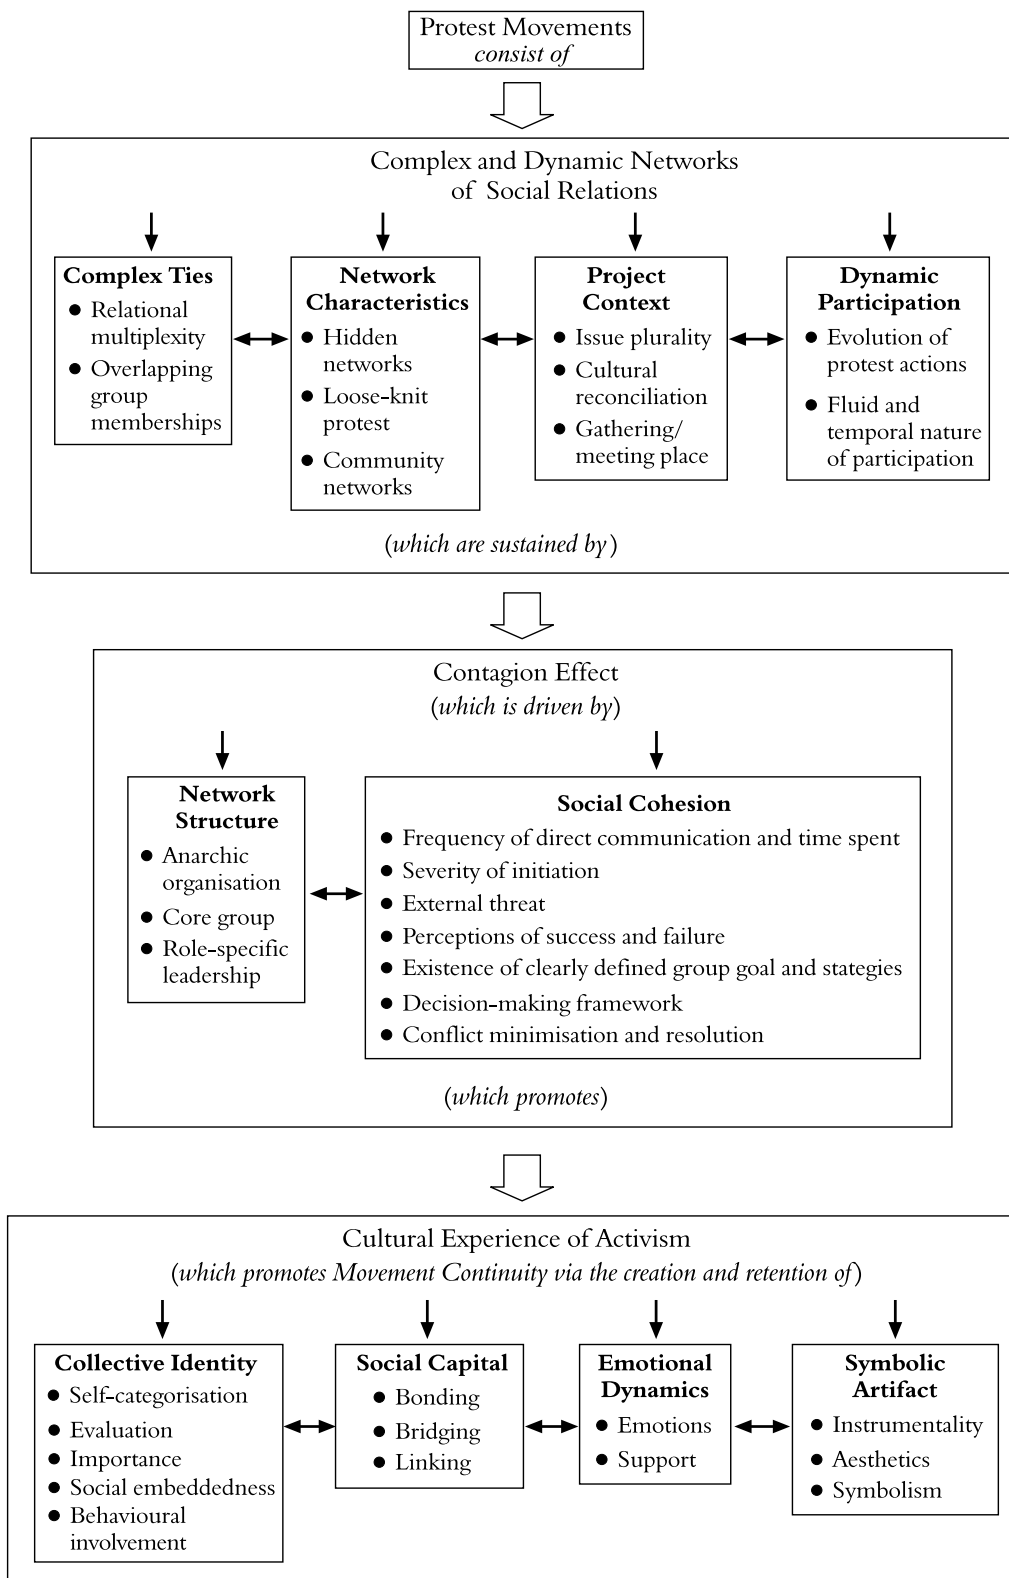 Protest Movements
consist of
Complex and Dynamic Networks
of Social Relations
Complex Ties
● Relational
multiplexity
● Overlapping
group
memberships
Network
Characteristics
● Hidden
networks
● Loose-knit
protest
● Community
networks
Project
Context
● Issue plurality
● Cultural
reconciliation
● Gathering/
meeting place
Dynamic
Participation
● Evolution of
protest actions
● Fluid and
temporal nature
of participation
(which are sustained by)
Contagion Effect
(which is driven by)
Network
Structure
● Anarchic
organisation
● Core group
● Role-specific
leadership
Social Cohesion
● Frequency of direct communication and time spent
● Severity of initiation
● External threat
● Perceptions of success and failure
● Existence of clearly defined group goal and stategies
● Decision-making framework
● Conflict minimisation and resolution
(which promotes)
Cultural Experience of Activism
(which promotes Movement Continuity via the creation and retention of)
Collective Identity
● Self-categorisation
● Evaluation
● Importance
● Social embeddedness
● Behavioural
involvement
Social Capital
● Bonding
● Bridging
● Linking
Emotional
Dynamics
● Emotions
● Support
Symbolic
Artifact
● Instrumentality
● Aesthetics
● Symbolism